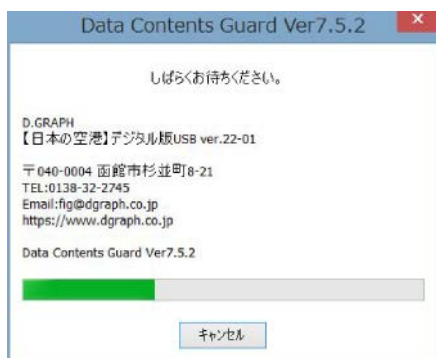 Data Contents Guard Ver7.5.2
しばらくお待ちください。
D.GRAPH
【日本の空港】デジタル版USB ver.22-01
〒040-0004 函館市杉並町8-21
TEL:0138-32-2745
Email:fig@dgraph.co.jp
https://www.dgraph.co.jp
Data Contents Guard Ver7.5.2
キャンセル